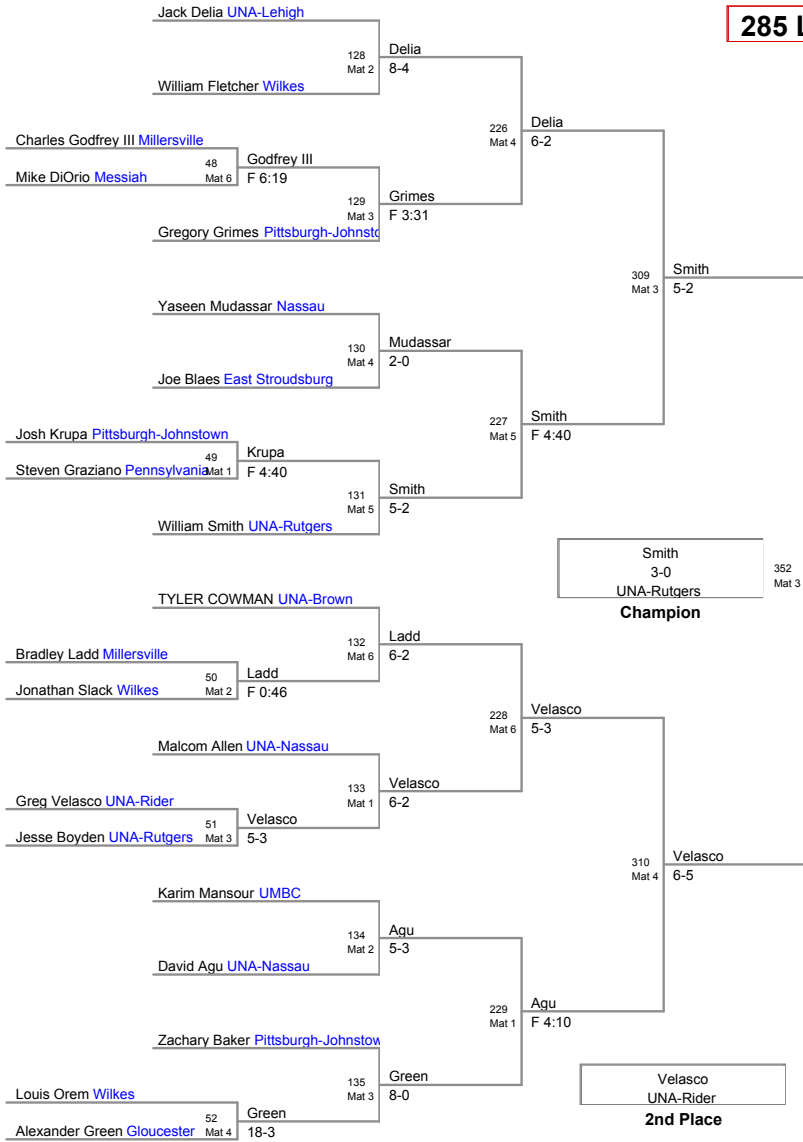 Jack Delia UNA-Lehigh
285 L
128 Delia
Mat 2 8-4
William Fletcher Wilkes
226 Delia
Mat 4 6-2
Charles Godfrey III Millersville
48 Godfrey III
Mike DiOrio Messiah Mat 6 F 6:19
129 Grimes
Mat 3 F 3:31
Gregory Grimes Pittsburgh-Johnsto
309 Smith
Mat 3 5-2
Yaseen Mudassar Nassau
130 Mudassar
Mat 4 2-0
Joe Blaes East Stroudsburg
227 Smith
Mat 5 F 4:40
Josh Krupa Pittsburgh-Johnstown
49 Krupa
Steven Graziano Pennsylvania Mat 1 F 4:40
131 Smith
Mat 5 5-2
William Smith UNA-Rutgers
Smith
3-0 352
UNA-Rutgers Mat 3
Champion
TYLER COWMAN UNA-Brown
132 Ladd
Mat 6 6-2
Bradley Ladd Millersville
50 Ladd
Jonathan Slack Wilkes Mat 2 F 0:46
228 Velasco
Mat 6 5-3
Malcom Allen UNA-Nassau
133 Velasco
Mat 1 6-2
Greg Velasco UNA-Rider
51 Velasco
Jesse Boyden UNA-Rutgers Mat 3 5-3
310 Velasco
Mat 4 6-5
Karim Mansour UMBC
134 Agu
Mat 2 5-3
David Agu UNA-Nassau
229 Agu
Mat 1 F 4:10
Zachary Baker Pittsburgh-Johnstow
135 Green
Mat 3 8-0
Louis Orem Wilkes
52 Green
Alexander Green Gloucester Mat 4 18-3
Velasco
UNA-Rider
2nd Place